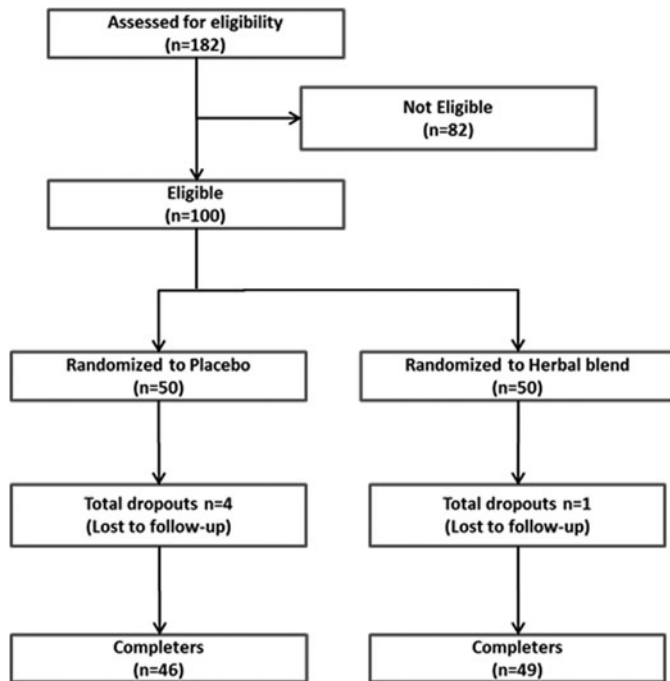 Assessed for eligibility
(n=182)
Not Eligible
(n=82)
Eligible
(n=100)
Randomized to Placebo
(n=50)
Randomized to Herbal blend
(n=50)
Total dropouts n=4
(Lost to follow-up)
Total dropouts n=1
(Lost to follow-up)
Completers
(n=46)
Completers
(n=49)